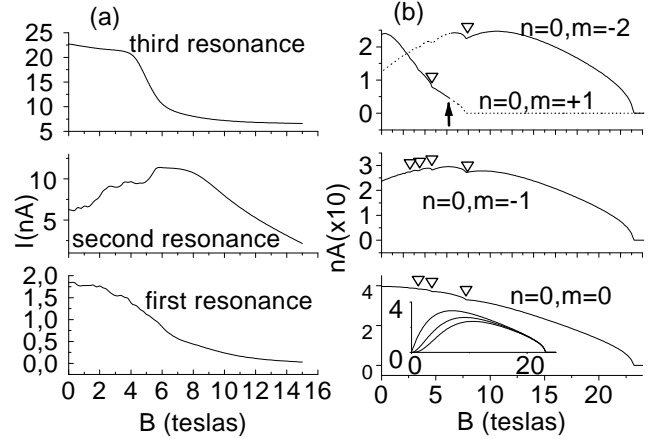 (a)
(b)
25
20
15
10
5
third resonance
I(nA)
10
5
second resonance
2,0
1,5
1,0
0,5
0,0
first resonance
0 2 4 6 8 10 12 14 16
B (teslas)
nA(x10)
2
1
0
n=0,m=-2
n=0,m=+1
3
2
1
0
n=0,m=-1
4
2
0
n=0,m=0
4
0
0 20
0 5 10 15 20
B (teslas)